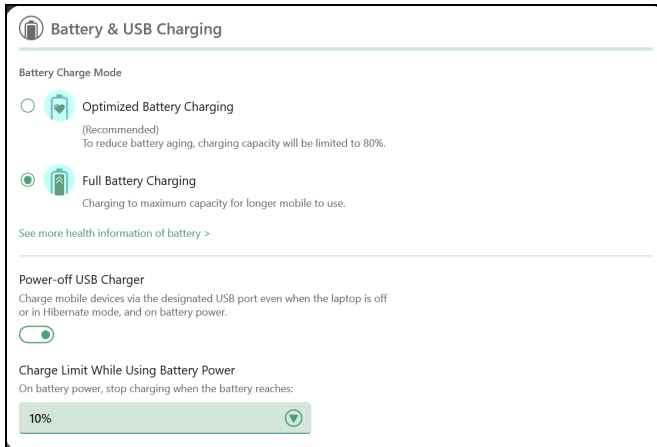 Battery & USB Charging
Battery Charge Mode
Optimized Battery Charging
(Recommended)
To reduce battery aging, charging capacity will be limited to 80%.
Full Battery Charging
Charging to maximum capacity for longer mobile to use.
See more health information of battery >
Power-off USB Charger
Charge mobile devices via the designated USB port even when the laptop is off
or in Hibernate mode, and on battery power.
Charge Limit While Using Battery Power
On battery power, stop charging when the battery reaches:
10%